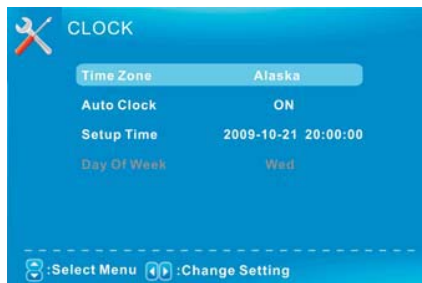 CLOCK
Time Zone Alaska
Auto Clock ON
Setup Time 2009-10-21 20:00:00
Day Of Week Wed
:Select Menu :Change Setting